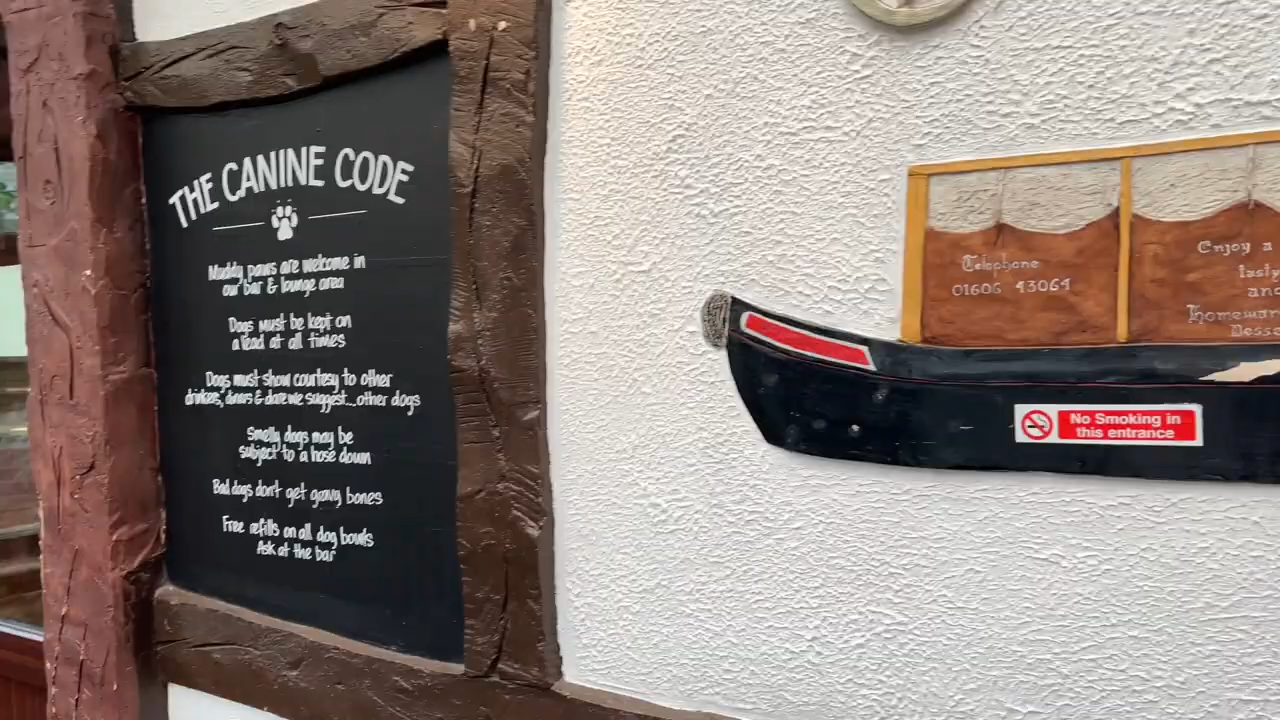 THE CANINE CODE
Muddy paws are welcome in
our bar & lounge area
Dogs must be kept on
a lead at all times
Dogs must show courtesy to other
drinkers, diners & dare we suggest...other dogs
Smelly dogs may be
subject to a hose down
Bad dogs don't get gravy bones
Free refills on all dog bowls
Ask at the bar
Telephone
01606 43064
Enjoy a
tasty
and
Homemar
Desse
No Smoking in
this entrance